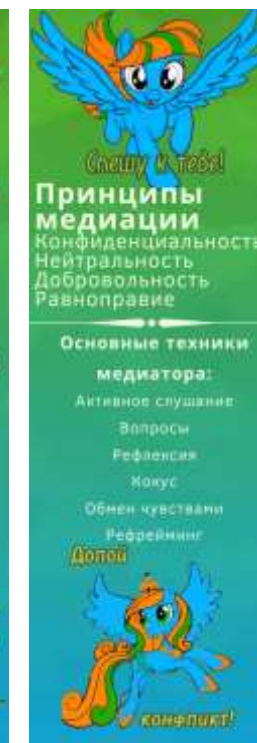 Спешу к тебе!
Принципы
медиации
Конфиденциальность
Нейтральность
Добровольность
Равноправие
Основные техники
медиатора:
Активное слушание
Вопросы
Рефлексия
Кокус
Обмен чувствами
Рефрейминг
Долой
конфликт!